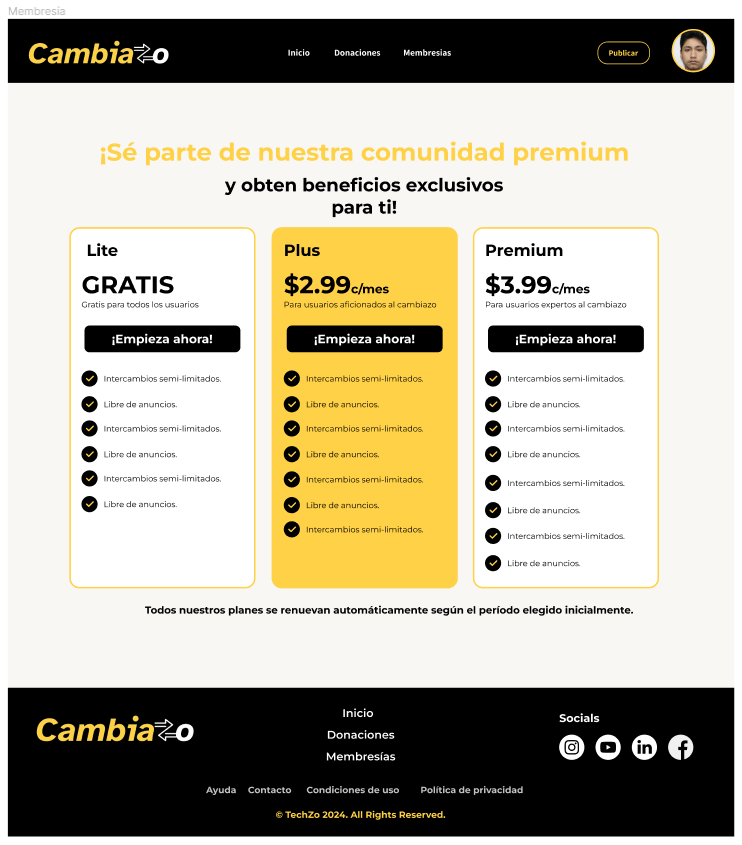 Membresía
Cambiazo
Inicio
Donaciones
Membresias
Publicar
¡Sé parte de nuestra comunidad premium
y obten beneficios exclusivos
para ti!
Lite
GRATIS
Gratis para todos los usuarios
¡Empieza ahora!
Intercambios semi-limitados.
Libre de anuncios.
Intercambios semi-limitados.
Libre de anuncios.
Intercambios semi-limitados.
Libre de anuncios.
Plus
$2.99c/mes
Para usuarios aficionados al cambiazo
¡Empieza ahora!
Intercambios semi-limitados.
Libre de anuncios.
Intercambios semi-limitados.
Libre de anuncios.
Intercambios semi-limitados.
Libre de anuncios.
Intercambios semi-limitados.
Premium
$3.99c/mes
Para usuarios expertos al cambiazo
¡Empieza ahora!
Intercambios semi-limitados.
Libre de anuncios.
Intercambios semi-limitados.
Libre de anuncios.
Intercambios semi-limitados.
Libre de anuncios.
Intercambios semi-limitados.
Libre de anuncios.
Todos nuestros planes se renuevan automáticamente según el período elegido inicialmente.
Cambiazo
Inicio
Donaciones
Membresías
Socials
Ayuda
Contacto
Condiciones de uso
Política de privacidad
© TechZo 2024. All Rights Reserved.